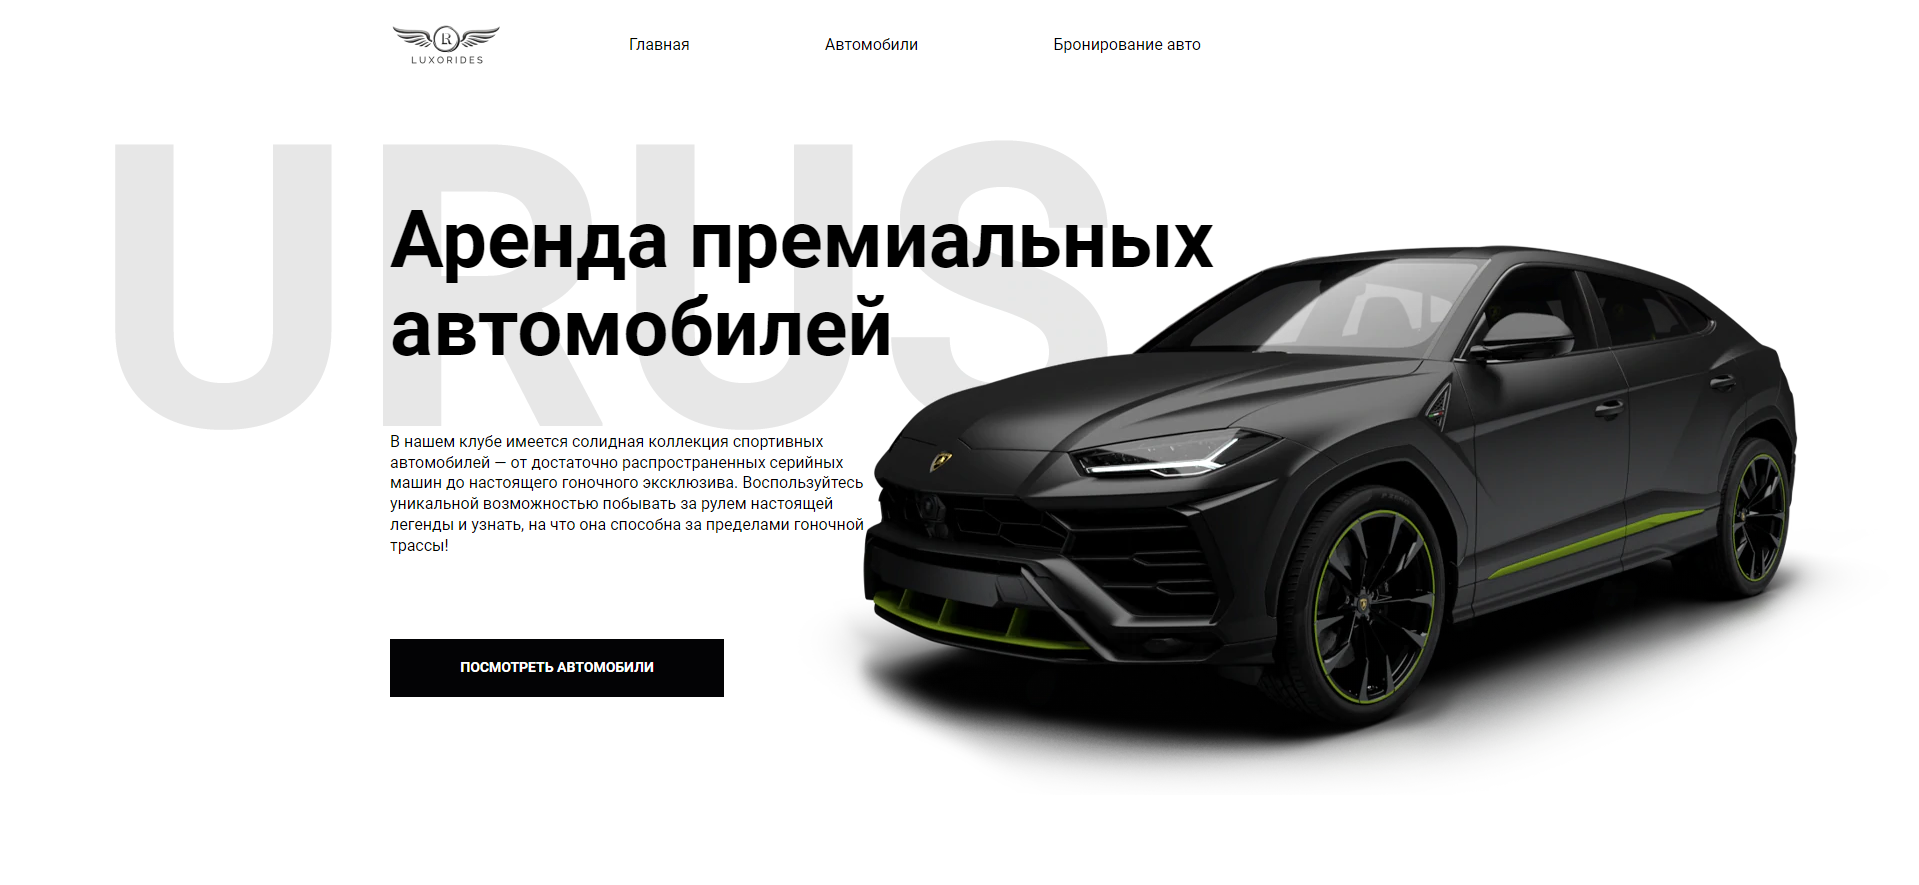 LUXORIDES
Главная
Автомобили
Бронирование авто
URUS
Аренда премиальных
автомобилей
В нашем клубе имеется солидная коллекция спортивных
автомобилей — от достаточно распространенных серийных
машин до настоящего гоночного эксклюзива. Воспользуйтесь
уникальной возможностью побывать за рулем настоящей
легенды и узнать, на что она способна за пределами гоночной
трассы!
ПОСМОТРЕТЬ АВТОМОБИЛИ